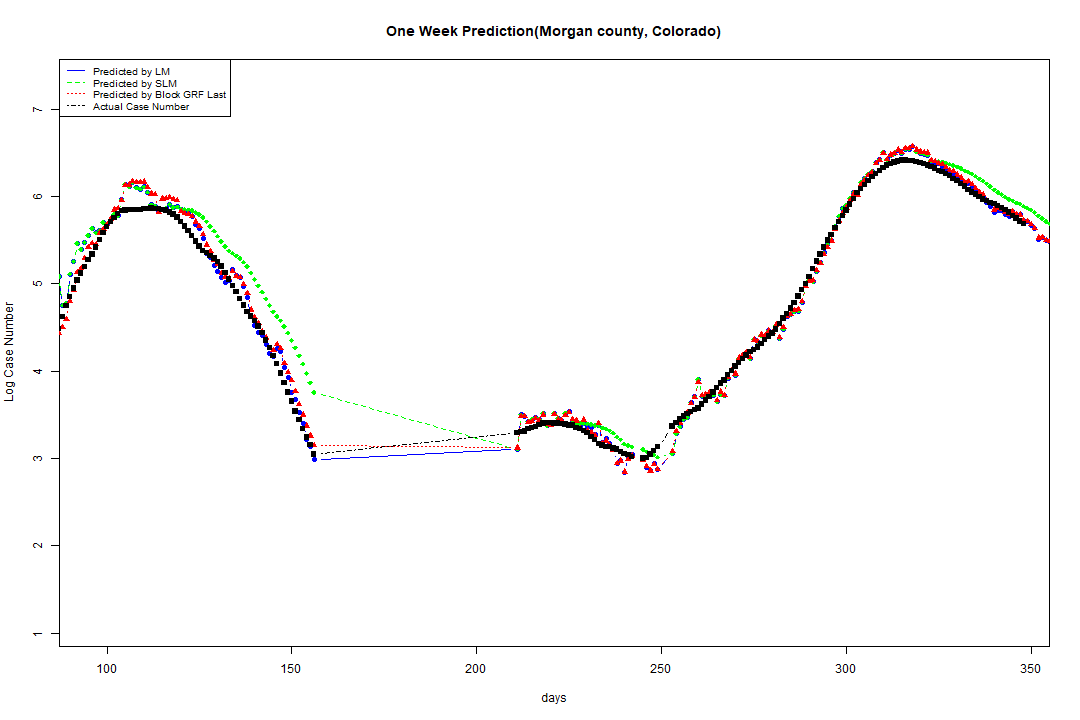 One Week Prediction(Morgan county, Colorado)
Predicted by LM
Predicted by SLM
Predicted by Block GRF Last
Actual Case Number
7
6
5
4
3
2
1
Log Case Number
100 150 200 250 300 350
days